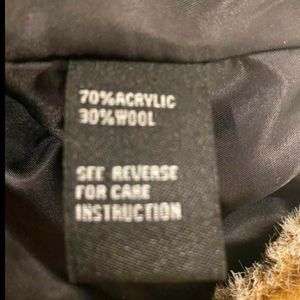 70%ACRYLIC
30%WOOL
SEE REVERSE
FOR CARE
INSTRUCTION